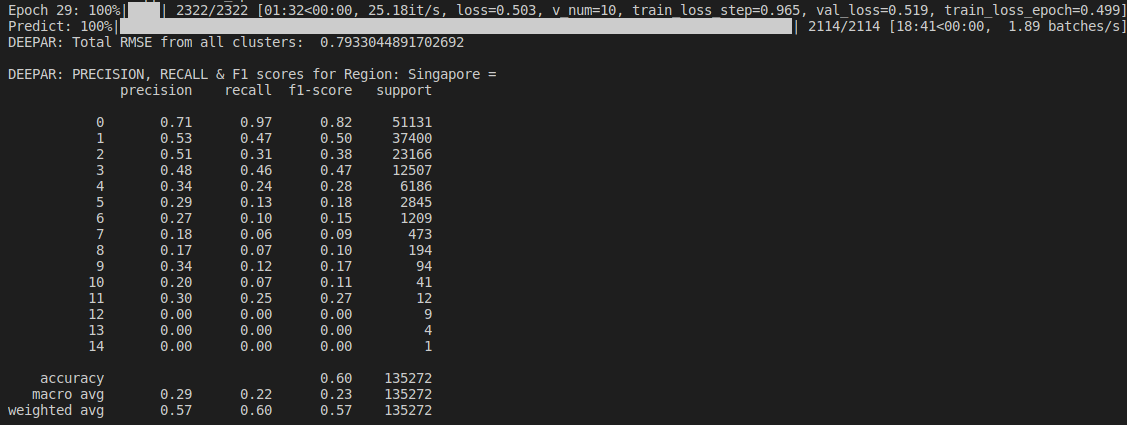 Epoch 29: 100%| | 2322/2322 [01:32<00:00, 25.18it/s, loss=0.503, v_num=10, train_loss_step=0.965, val_loss=0.519, train_loss_epoch=0.499]
Predict: 100%| | 2114/2114 [18:41<00:00, 1.89 batches/s]
DEEPAR: Total RMSE from all clusters: 0.7933044891702692
DEEPAR: PRECISION, RECALL & F1 scores for Region: Singapore =
precision recall f1-score support
0 0.71 0.97 0.82 51131
1 0.53 0.47 0.50 37400
2 0.51 0.31 0.38 23166
3 0.48 0.46 0.47 12507
4 0.34 0.24 0.28 6186
5 0.29 0.13 0.18 2845
6 0.27 0.10 0.15 1209
7 0.18 0.06 0.09 473
8 0.17 0.07 0.10 194
9 0.34 0.12 0.17 94
10 0.20 0.07 0.11 41
11 0.30 0.25 0.27 12
12 0.00 0.00 0.00 9
13 0.00 0.00 0.00 4
14 0.00 0.00 0.00 1
accuracy 0.60 135272
macro avg 0.29 0.22 0.23 135272
weighted avg 0.57 0.60 0.57 135272